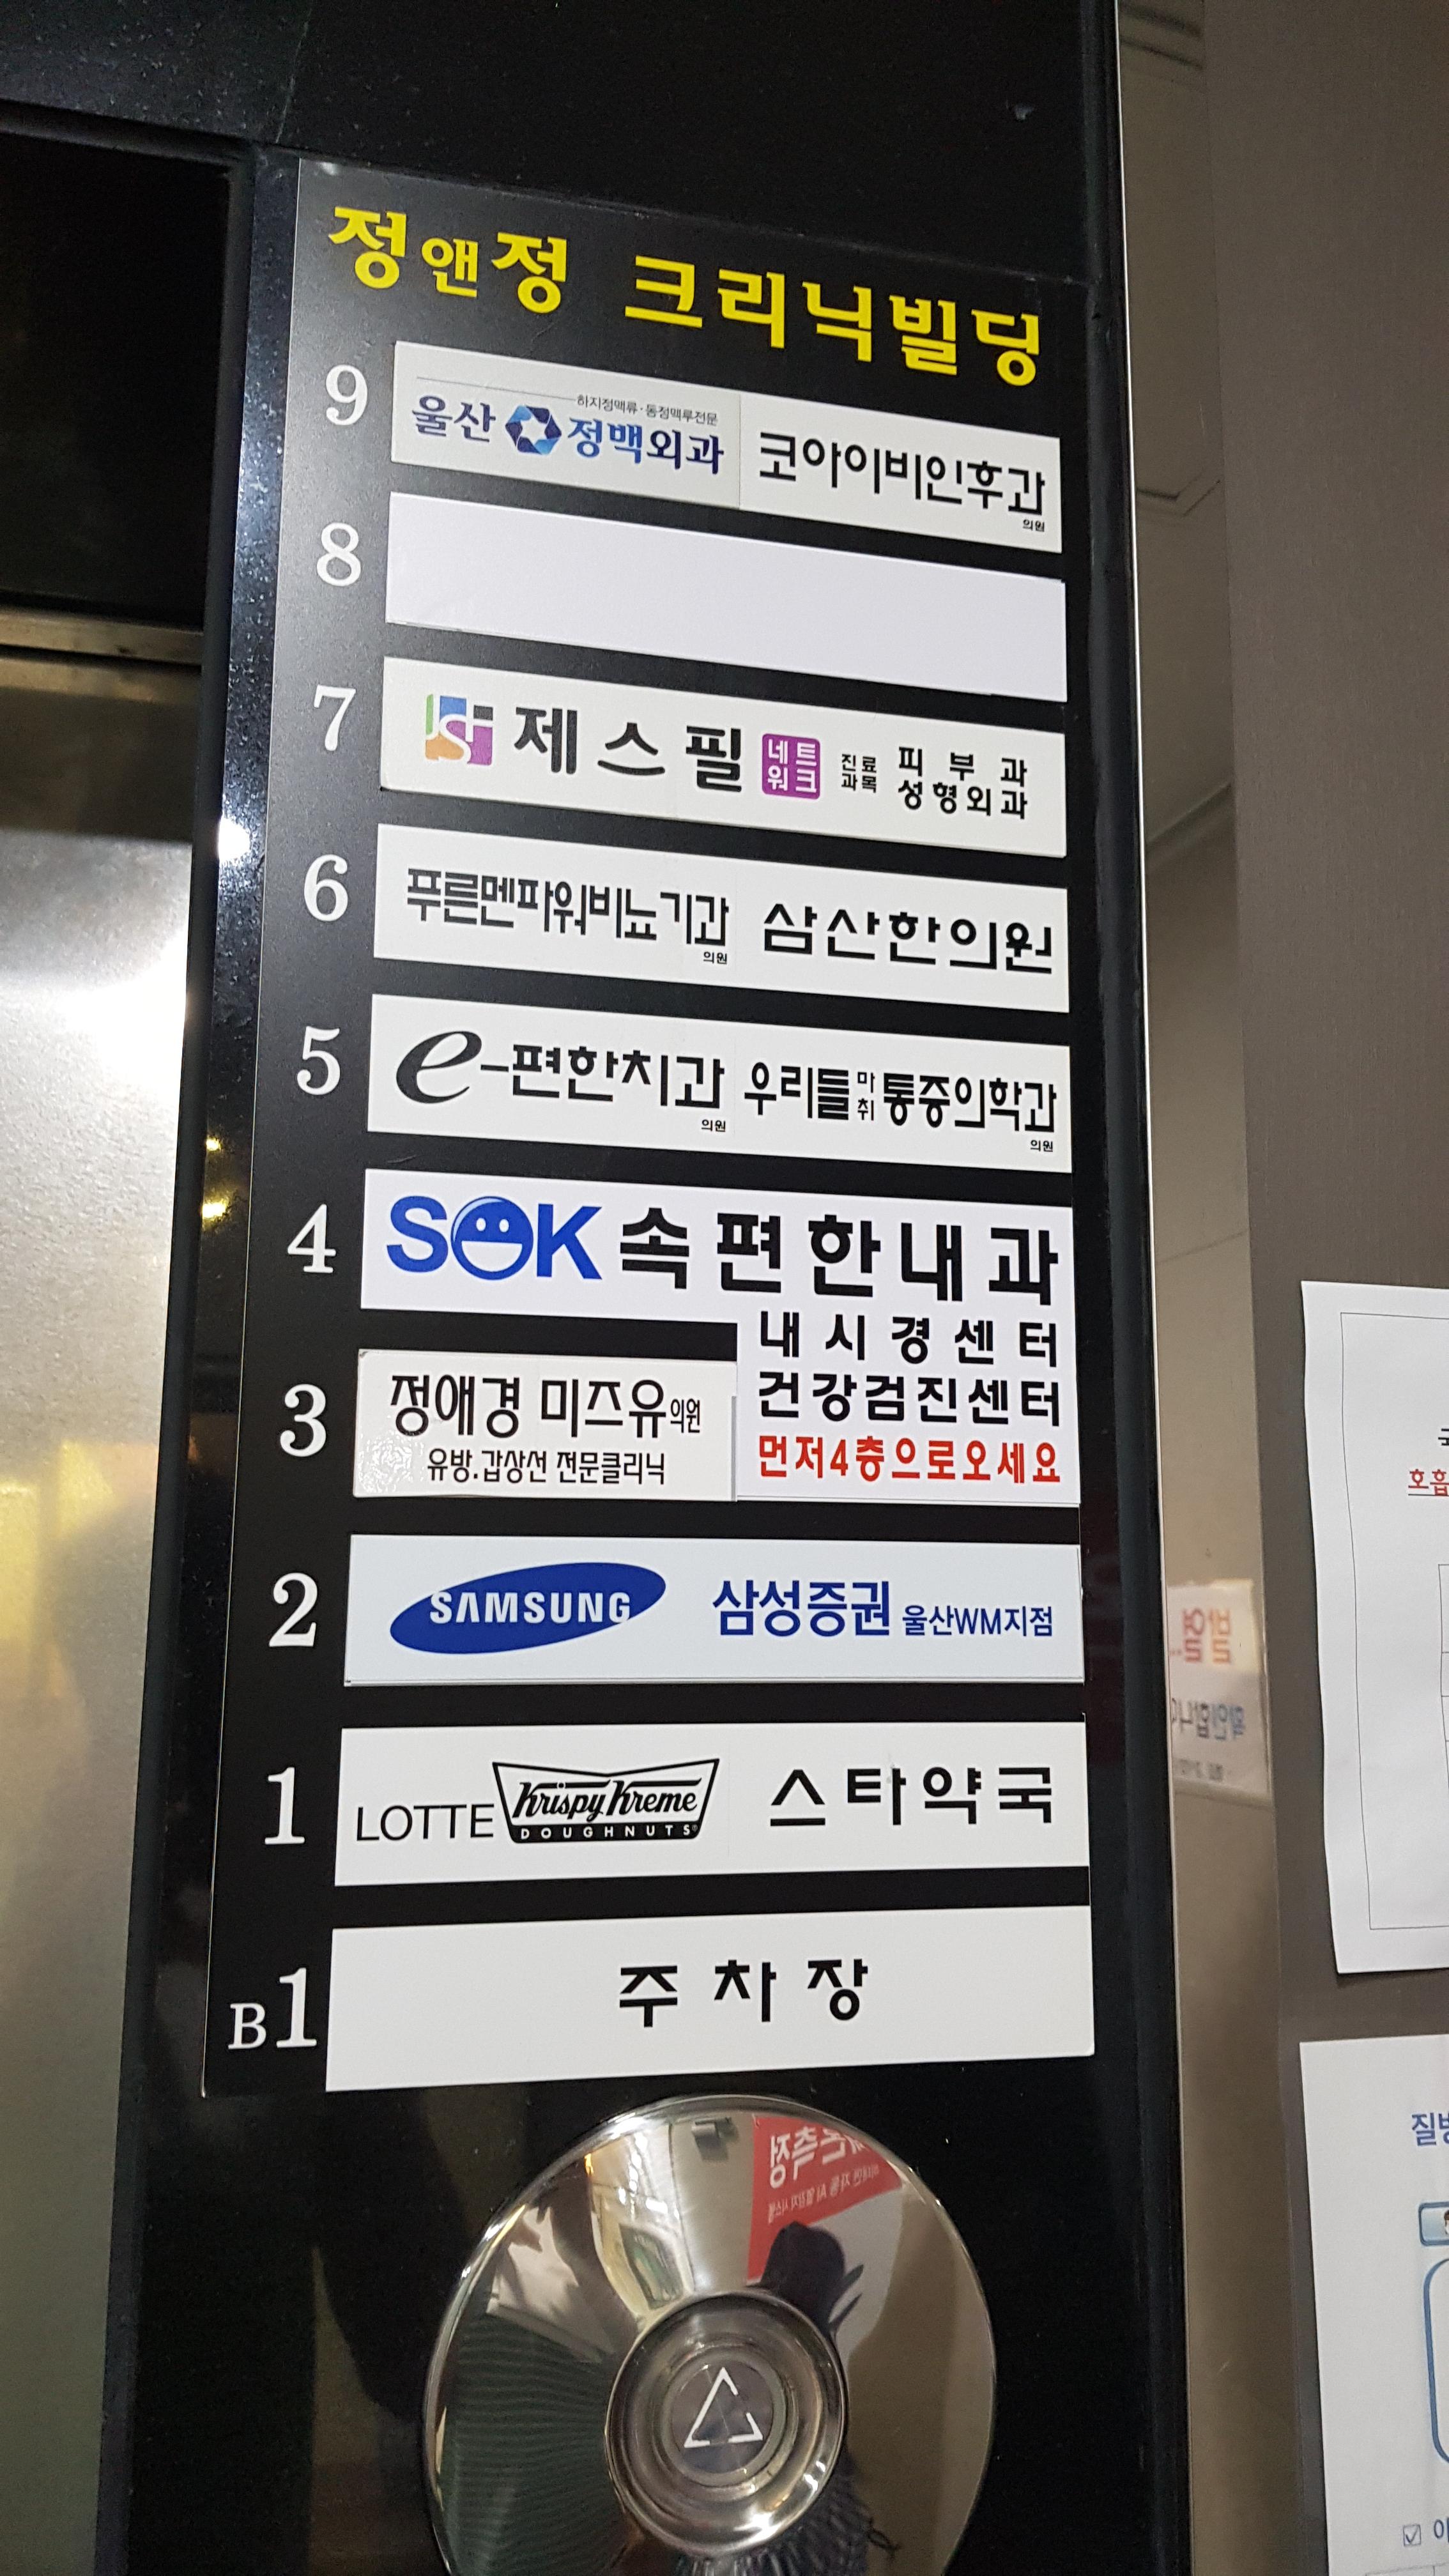 정앤정 크리닉빌딩
9
하지정맥류·동정맥루전문
울산 정백외과
코아이비인후과
의원
8
7
제스필 네트워크 진료과목 피부과 성형외과
6
푸른멘파워비뇨기과
의원
삼산한의원
5
e-편한치과
의원
우리들마취통증의학과
의원
4
SOK 속편한내과
내시경센터
건강검진센터
먼저4층으로오세요
3
정애경 미즈유의원
유방.갑상선 전문클리닉
2
SAMSUNG 삼성증권 울산WM지점
1
LOTTE Krispy Kreme
DOUGHNUTS
스타약국
B1
주차장
호흡